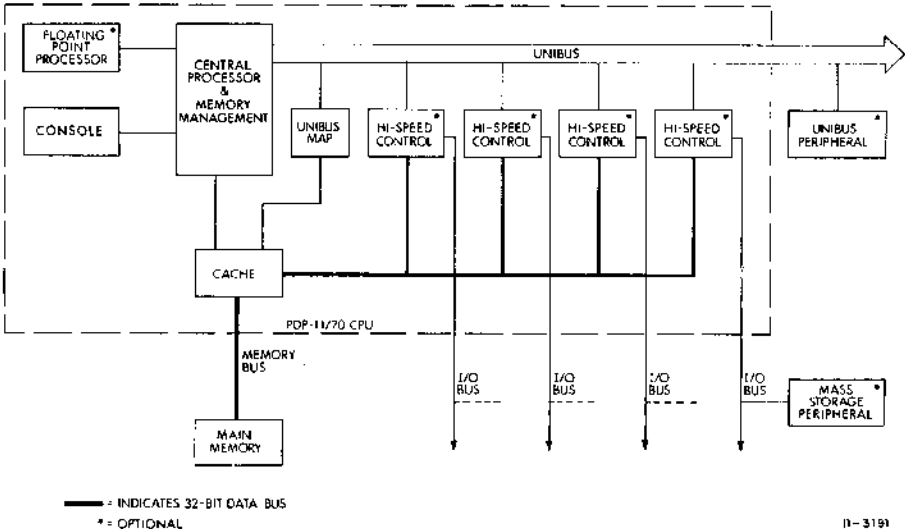 FLOATING *
POINT
PROCESSOR
CONSOLE
CENTRAL
PROCESSOR
&
MEMORY
MANAGEMENT
UNIBUS
UNIBUS
MAP
HI-SPEED *
CONTROL
HI-SPEED *
CONTROL
HI-SPEED *
CONTROL
HI-SPEED *
CONTROL
UNIBUS *
PERIPHERAL
CACHE
PDP-11/70 CPU
MEMORY
BUS
I/O
BUS
I/O
BUS
I/O
BUS
I/O
BUS
MASS *
STORAGE
PERIPHERAL
MAIN
MEMORY
= INDICATES 32-BIT DATA BUS
* = OPTIONAL
11-3191